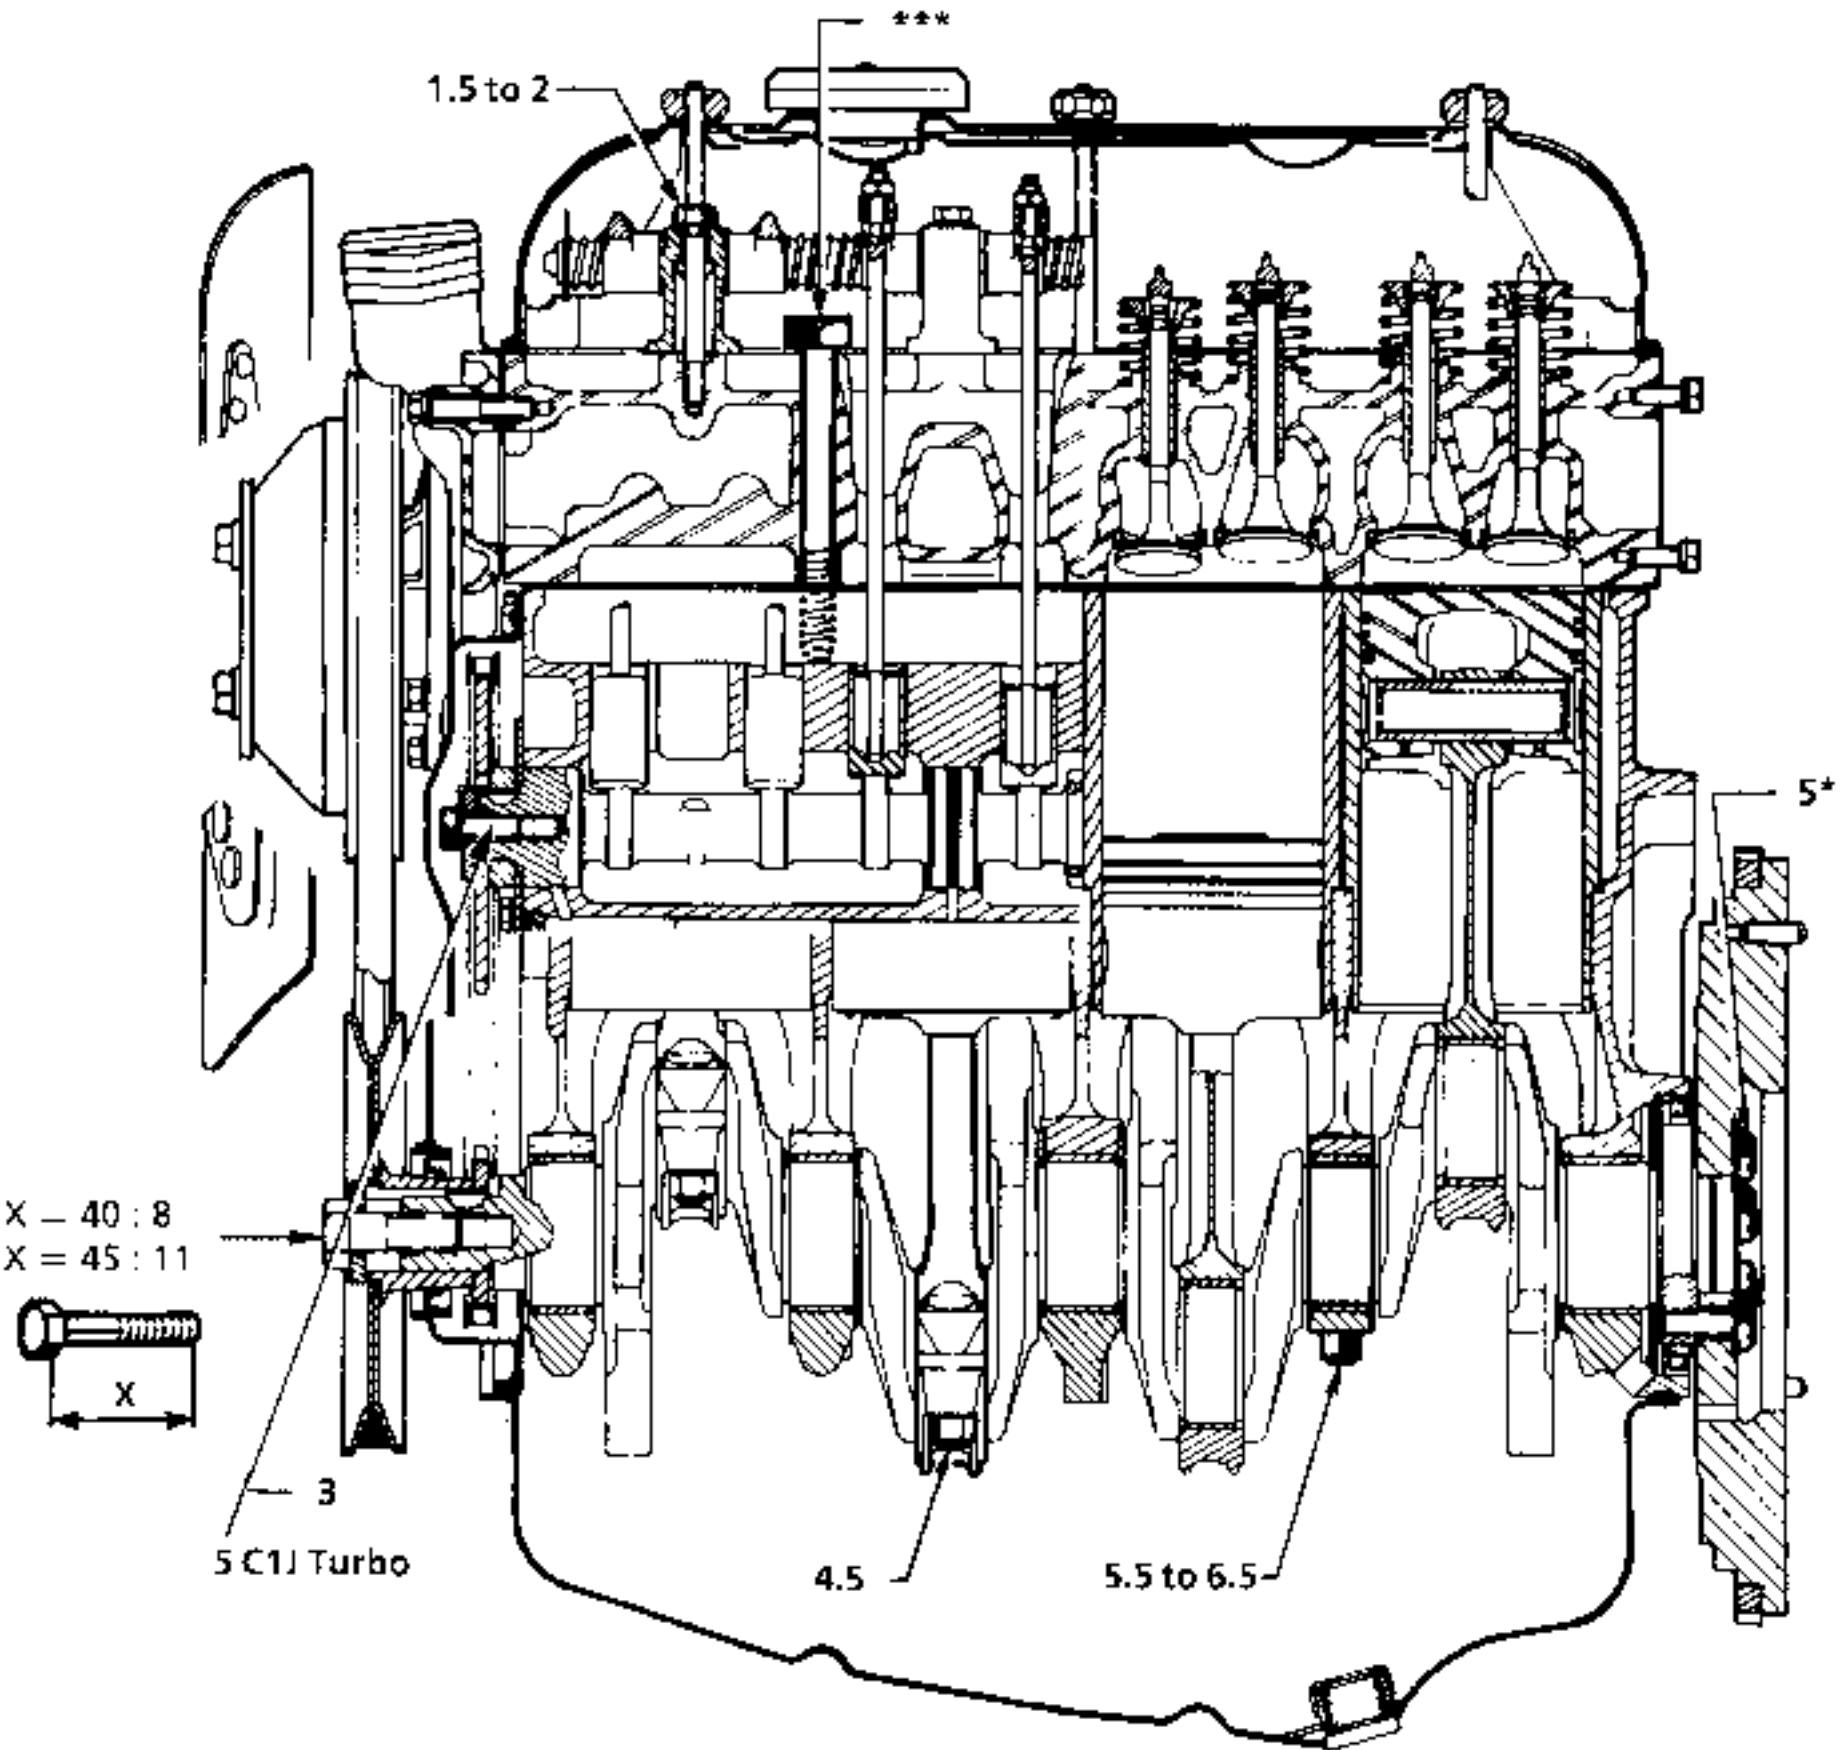 ***
1.5 to 2
5*
X = 40 : 8
X = 45 : 11
X
3
5 C1J Turbo
4.5
5.5 to 6.5